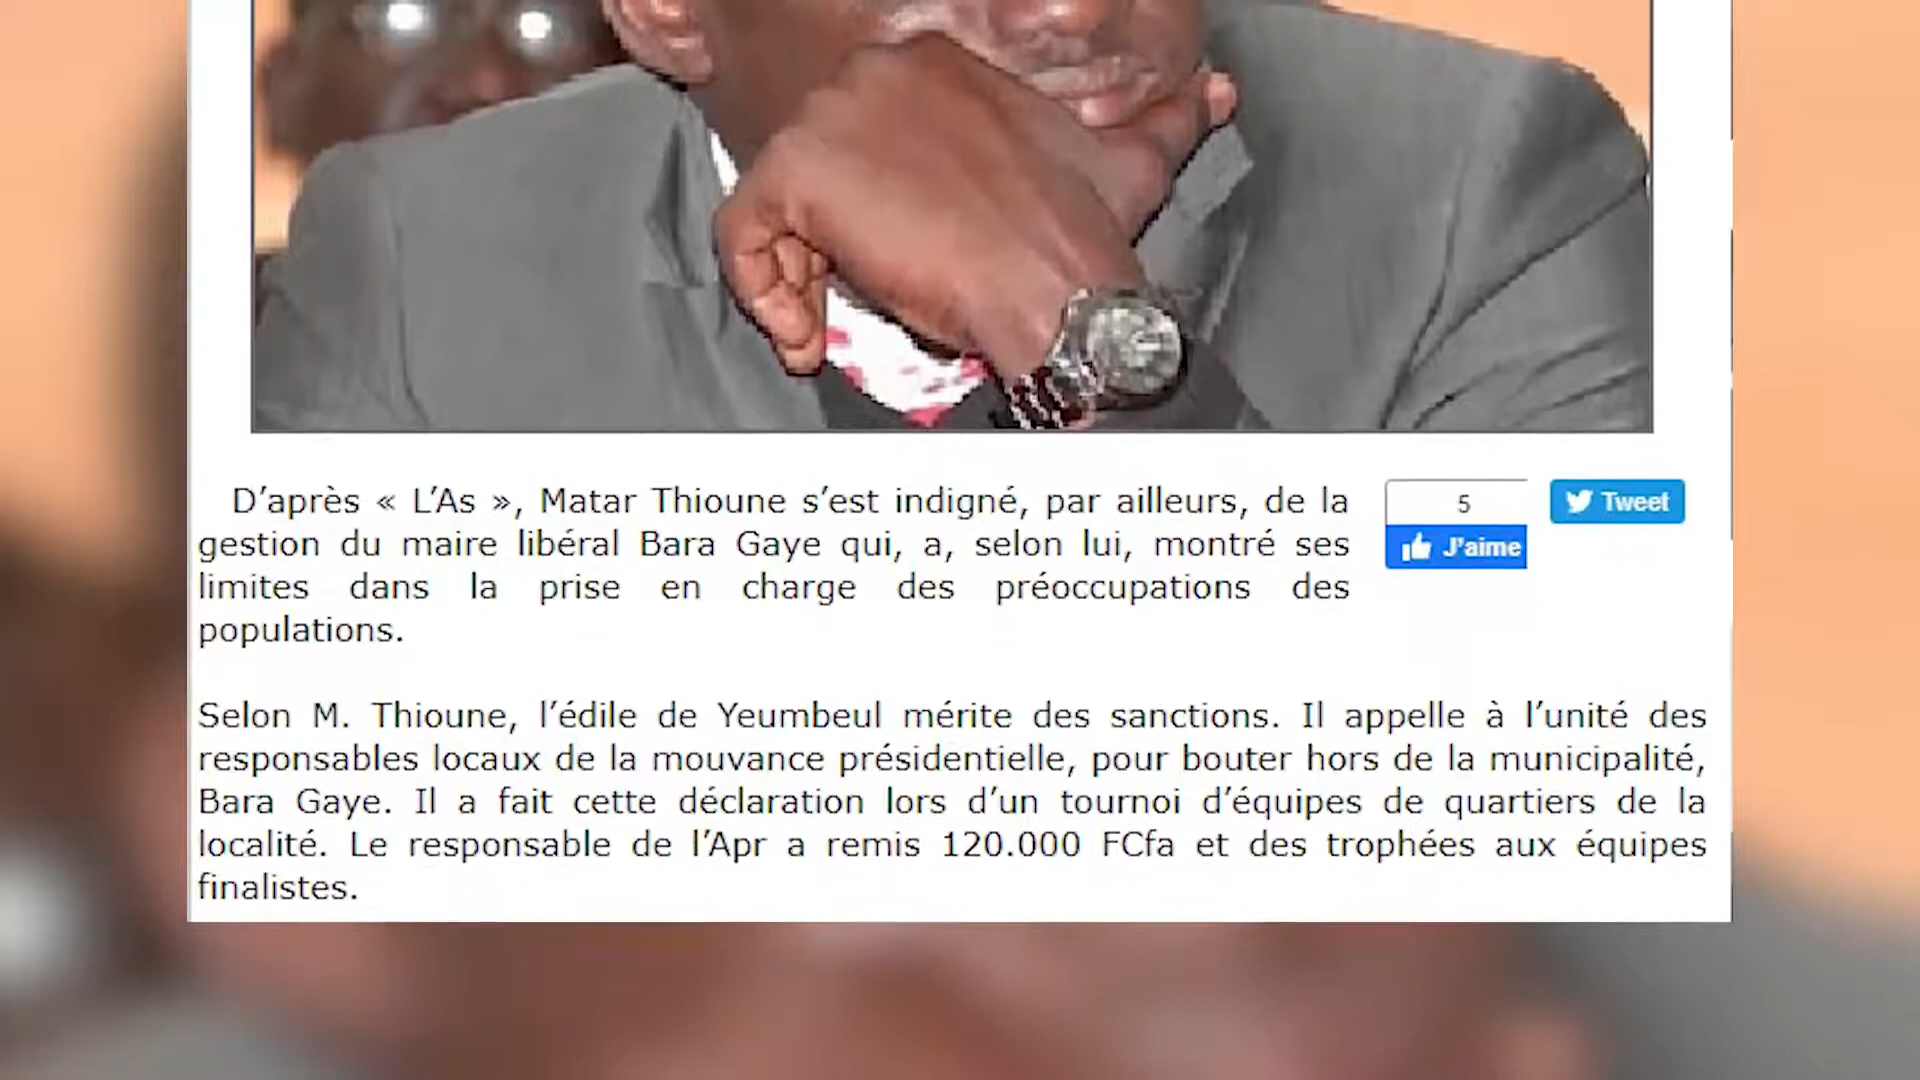 D'après « L'As », Matar Thioune s'est indigné, par ailleurs, de la
gestion du maire libéral Bara Gaye qui, a, selon lui, montré ses
limites dans la prise en charge des préoccupations des
populations.
5
J'aime
Tweet
Selon M. Thioune, l'édile de Yeumbeul mérite des sanctions. Il appelle à l'unité des
responsables locaux de la mouvance présidentielle, pour bouter hors de la municipalité,
Bara Gaye. Il a fait cette déclaration lors d'un tournoi d'équipes de quartiers de la
localité. Le responsable de l'Apr a remis 120.000 FCfa et des trophées aux équipes
finalistes.